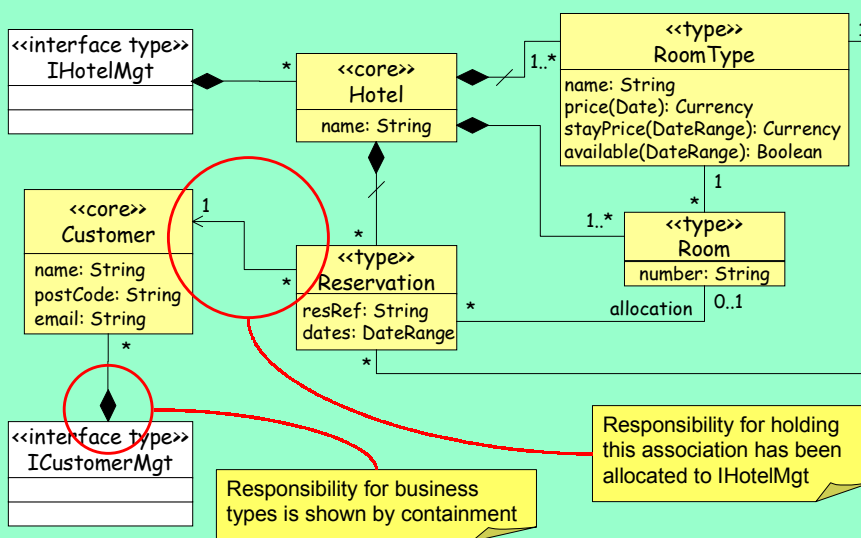 <<interface type>>
IHotelMgt
*
<<core>>
Hotel
name: String
1..*
<<type>>
RoomType
name: String
price(Date): Currency
stayPrice(DateRange): Currency
available(DateRange): Boolean
1
1
*
<<core>>
Customer
name: String
postCode: String
email: String
1
*
*
<<type>>
Reservation
resRef: String
dates: DateRange
1..*
<<type>>
Room
number: String
allocation
0..1
*
*
*
<<interface type>>
ICustomerMgt
Responsibility for business
types is shown by containment
Responsibility for holding
this association has been
allocated to IHotelMgt